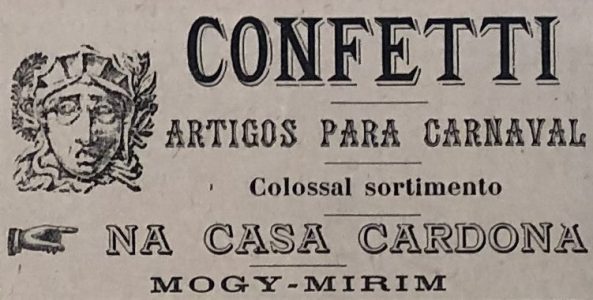 CONFETTI
ARTIGOS PARA CARNAVAL
Colossal sortimento
NA CASA CARDONA
MOGY-MIRIM